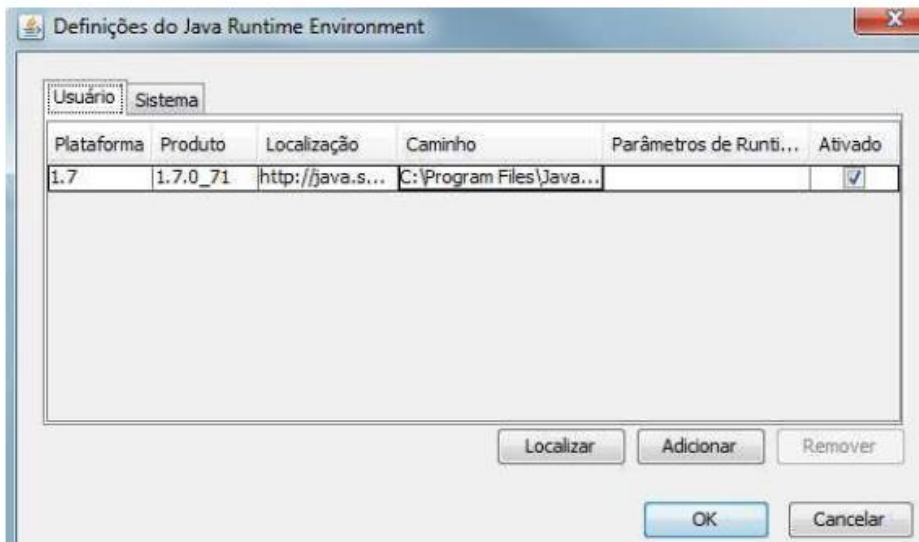 Definições do Java Runtime Environment
Usuário Sistema
Plataforma Produto Localização Caminho Parâmetros de Runti... Ativado
1.7 1.7.0_71 http://java.s... C:\Program Files\Java...
Localizar Adicionar Remover
OK Cancelar